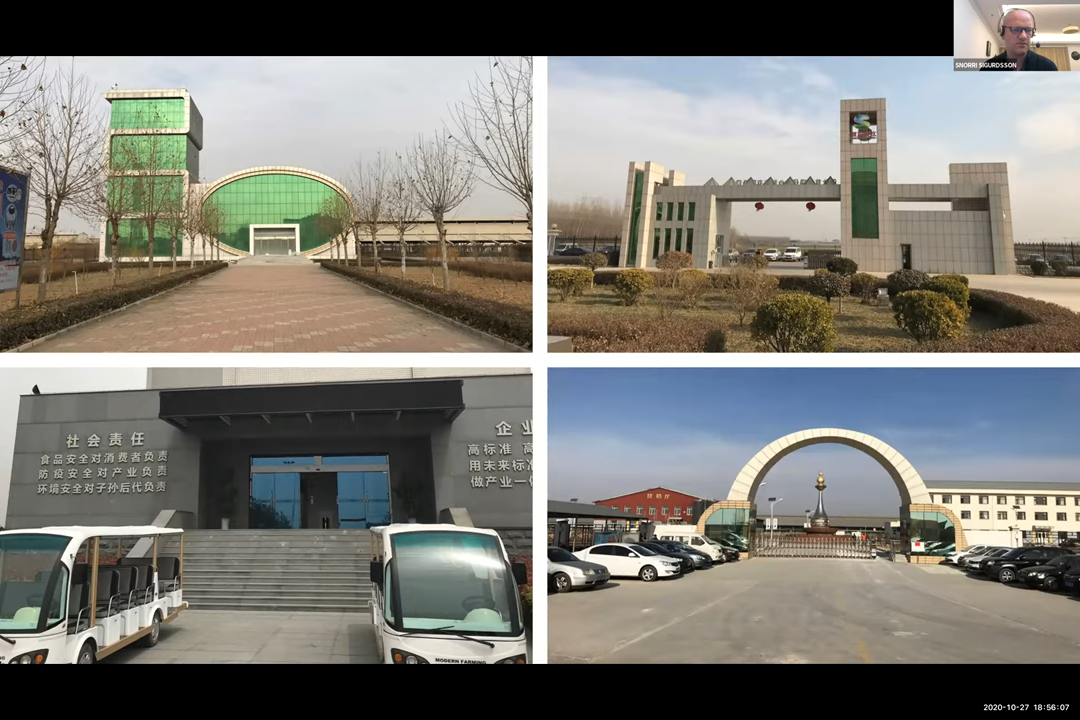 SNORRI SIGURDSSON
社会责任
食品安全对消费者负责
防疫安全对产业负责
环境安全对子孙后代负责
企业
高标准 高
用未来标准
做产业一
MODERN FARMING
2020-10-27 18:56:07